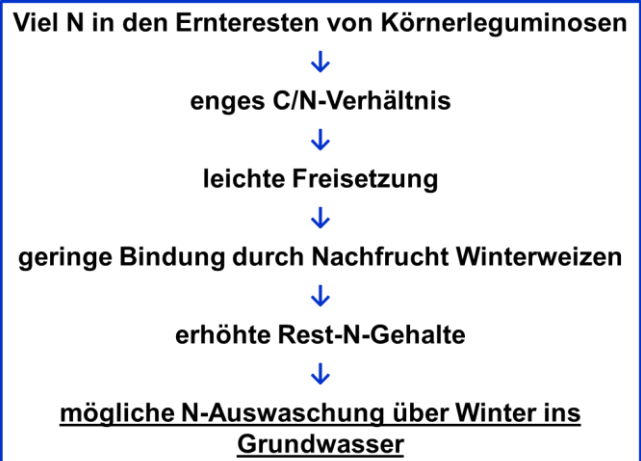 Viel N in den Ernteresten von Körnerleguminosen
↓
enges C/N-Verhältnis
↓
leichte Freisetzung
↓
geringe Bindung durch Nachfrucht Winterweizen
↓
erhöhte Rest-N-Gehalte
↓
mögliche N-Auswaschung über Winter ins
Grundwasser